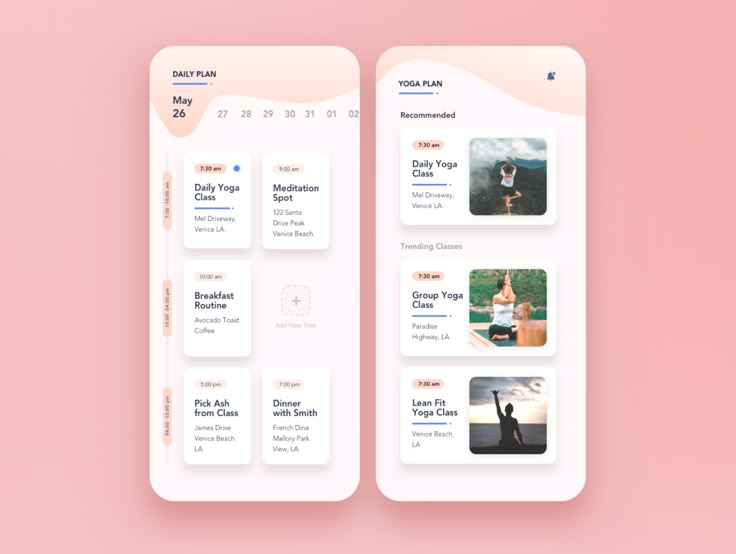 DAILY PLAN
May
26
27 28 29 30 31 01 02
7:00 -10:00 am
7:30 am
Daily Yoga
Class
Mel Driveway,
Venice LA.
9:00 am
Meditation
Spot
122 Santa
Drive Peak
Venice Beach.
10:00 -04:00 pm
10:00 am
Breakfast
Routine
Avocado Toast
Coffee
+
Add New Task
04:00 -10:00 pm
5:00 pm
Pick Ash
from Class
James Drive
Venice Beach.
LA
7:00 pm
Dinner
with Smith
French Dine
Mallory Park
View, LA
YOGA PLAN
Recommended
7:30 am
Daily Yoga
Class
Mel Driveway,
Venice LA.
Trending Classes
7:30 am
Group Yoga
Class
Paradise
Highway, LA
7:30 am
Lean Fit
Yoga Class
Venice Beach,
LA